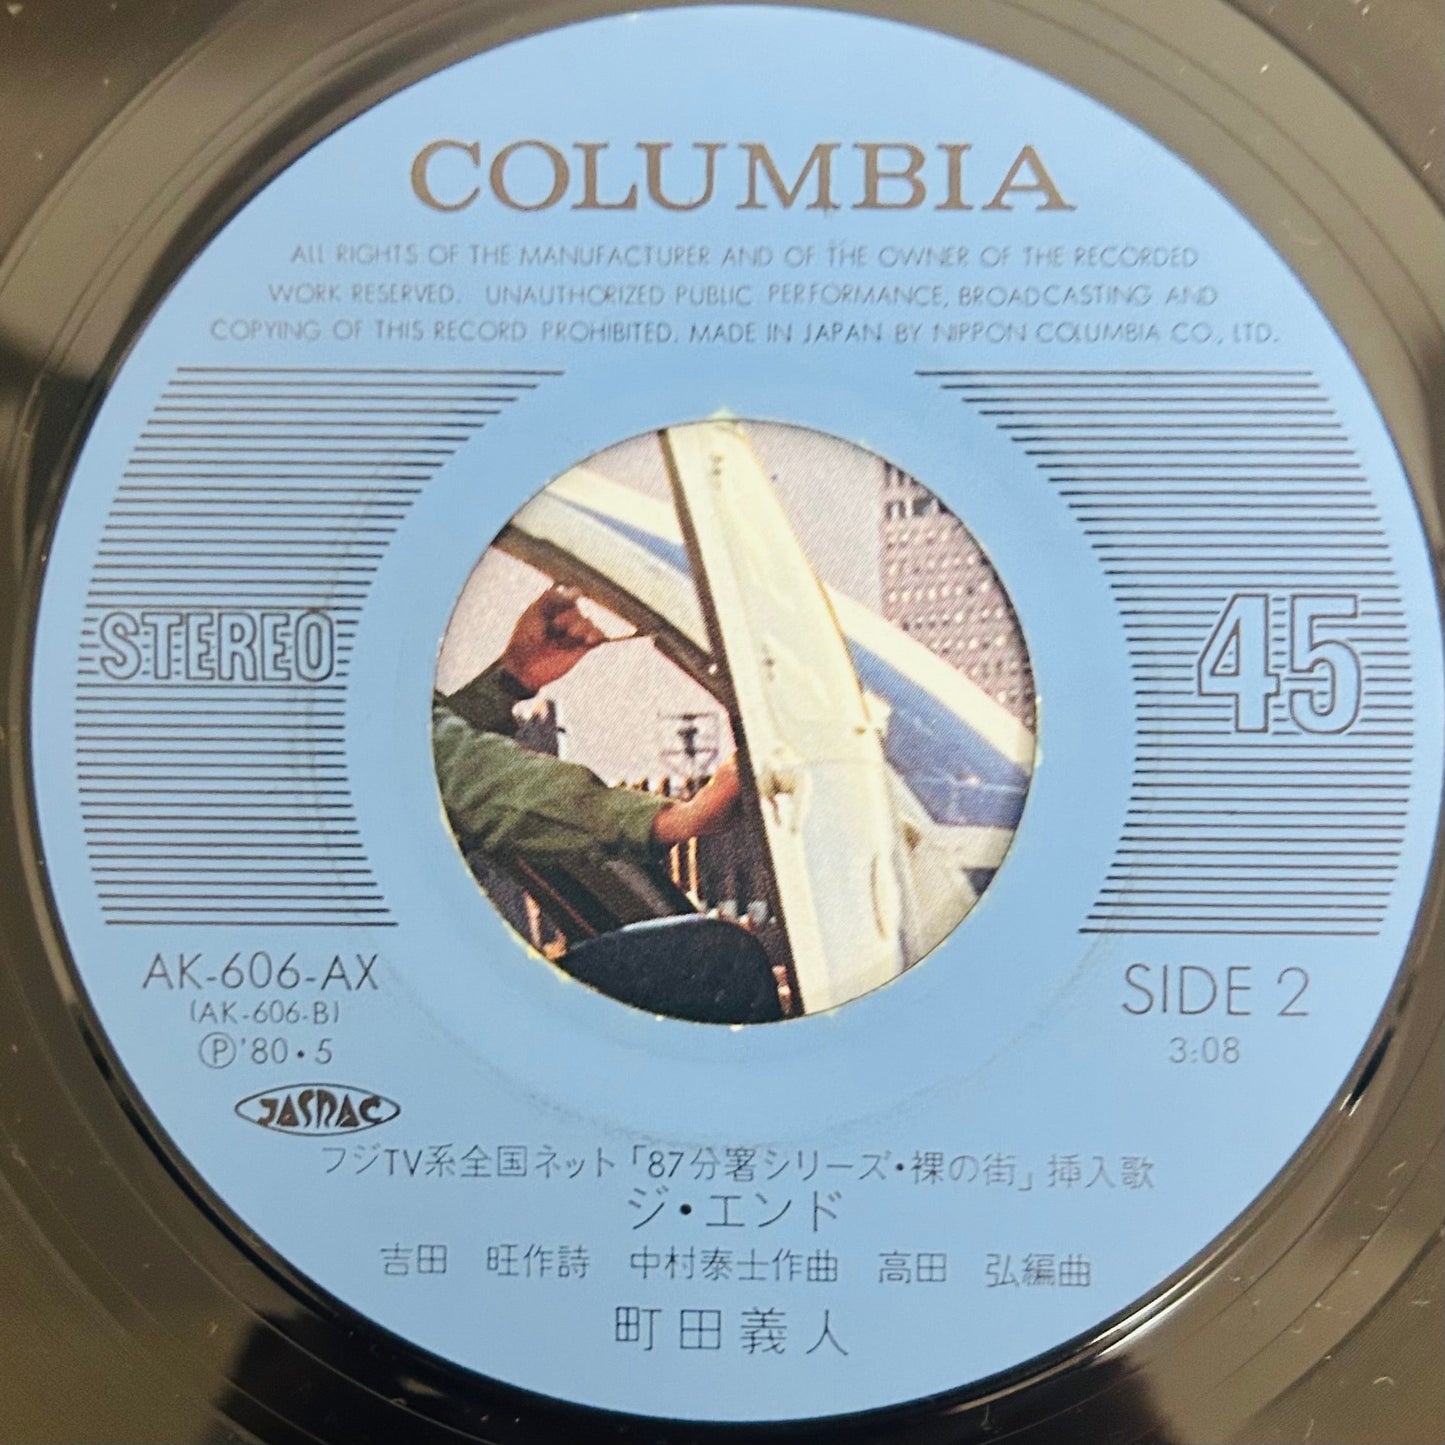 COLUMBIA
ALL RIGHTS OF THE MANUFACTURER AND OF THE OWNER OF THE RECORDED
WORK RESERVED. UNAUTHORIZED PUBLIC PERFORMANCE, BROADCASTING AND
COPYING OF THIS RECORD PROHIBITED. MADE IN JAPAN BY NIPPON COLUMBIA CO., LTD.
STEREO
45
AK-606-AX
(AK-606-B)
Ⓟ'80・5
JASRAC
SIDE 2
3:08
フジTV系全国ネット「'87分署シリーズ・裸の街」挿入歌
ジ・エンド
吉田 旺作詩 中村泰士作曲 高田 弘編曲
町田義人